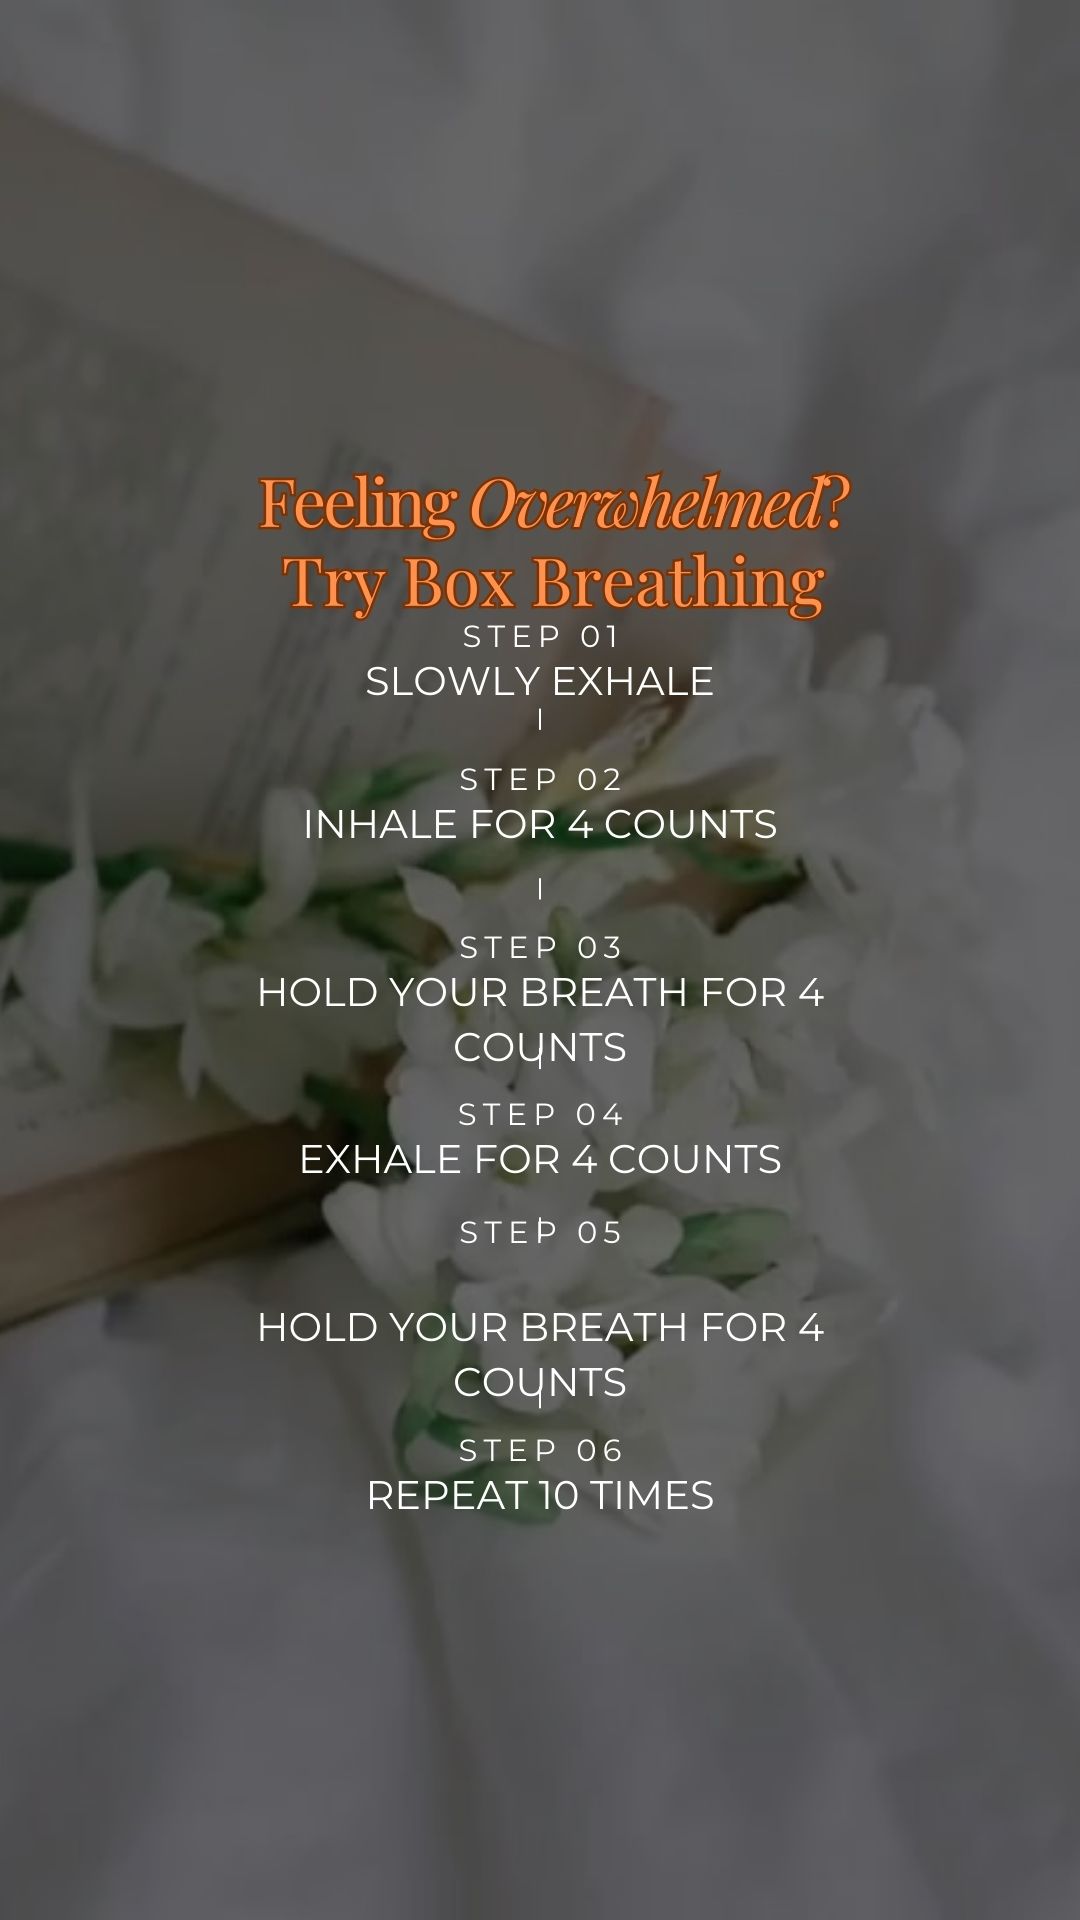 Feeling Overwhelmed?
Try Box Breathing
STEP 01
SLOWLY EXHALE
STEP 02
INHALE FOR 4 COUNTS
STEP 03
HOLD YOUR BREATH FOR 4
COUNTS
STEP 04
EXHALE FOR 4 COUNTS
STEP 05
HOLD YOUR BREATH FOR 4
COUNTS
STEP 06
REPEAT 10 TIMES